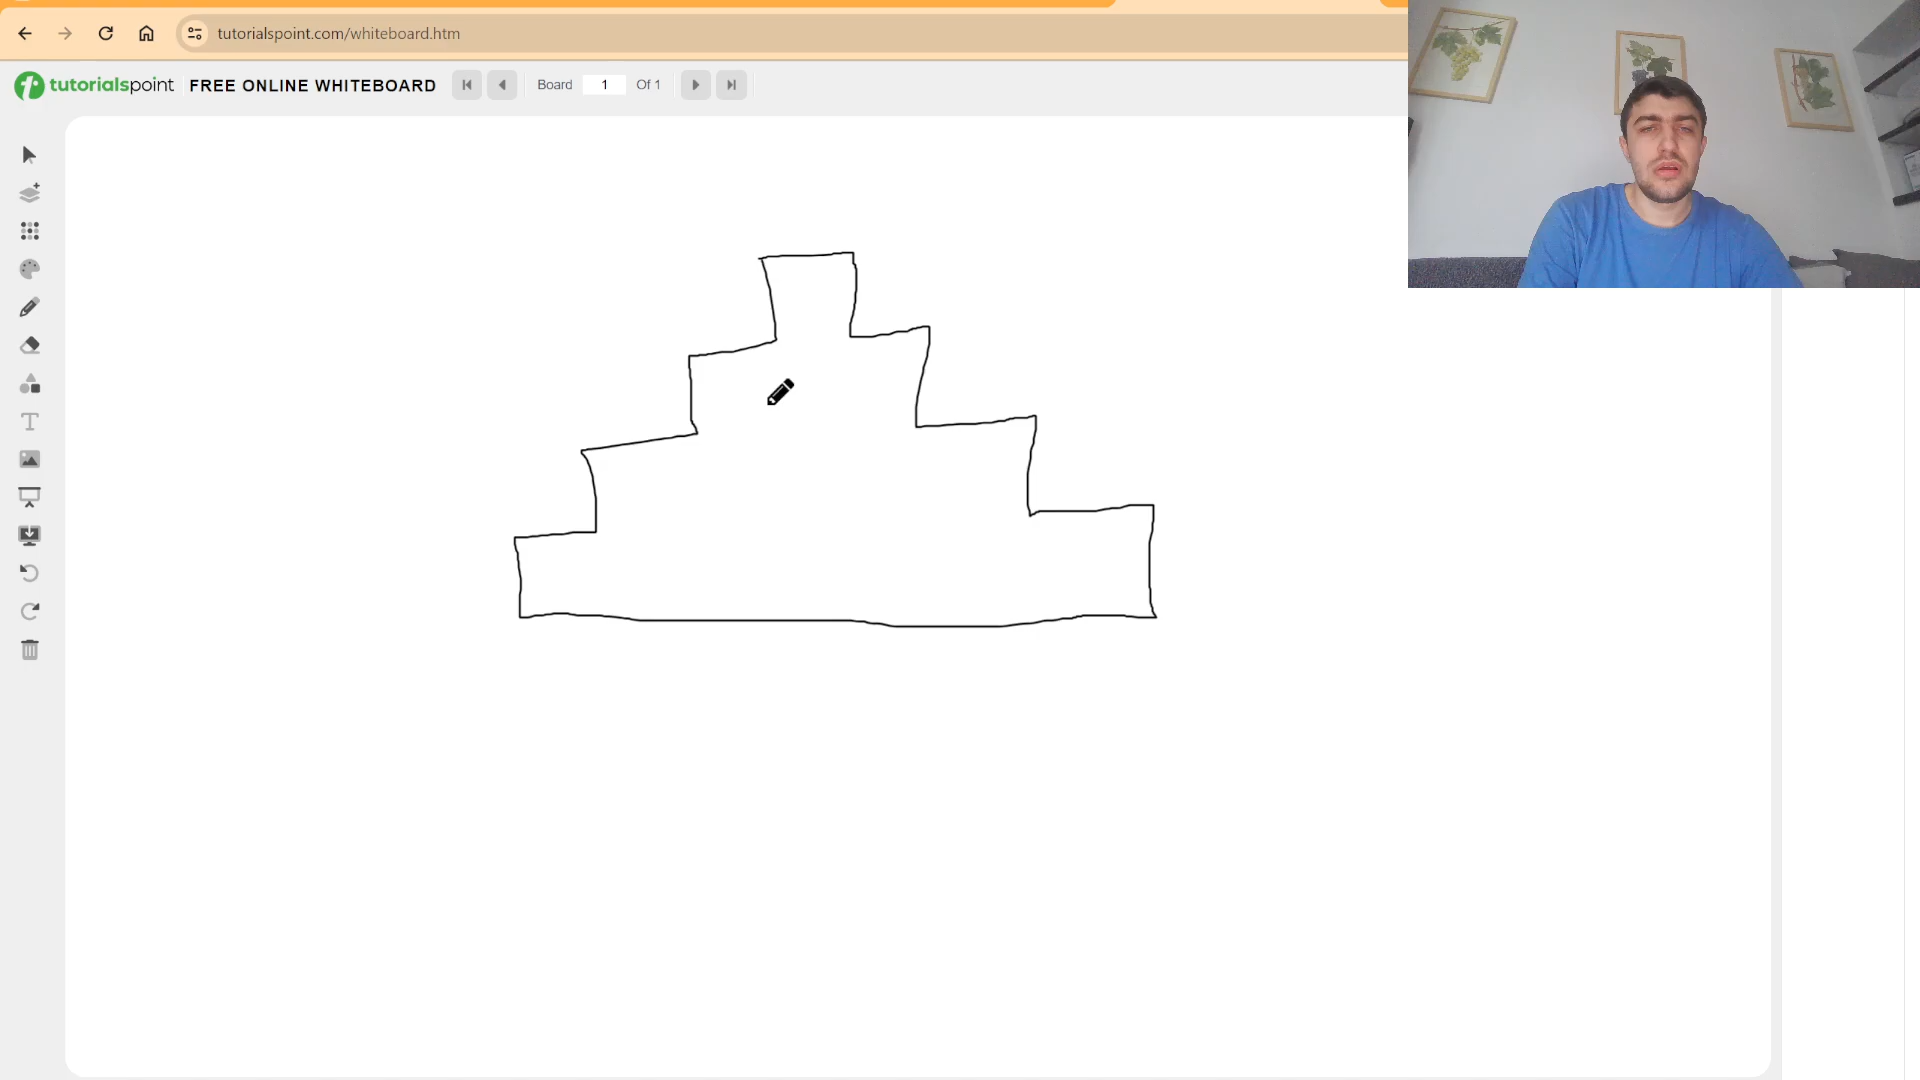 tutorialspoint.com/whiteboard.htm
tutorialspoint FREE ONLINE WHITEBOARD Board 1 Of 1
T